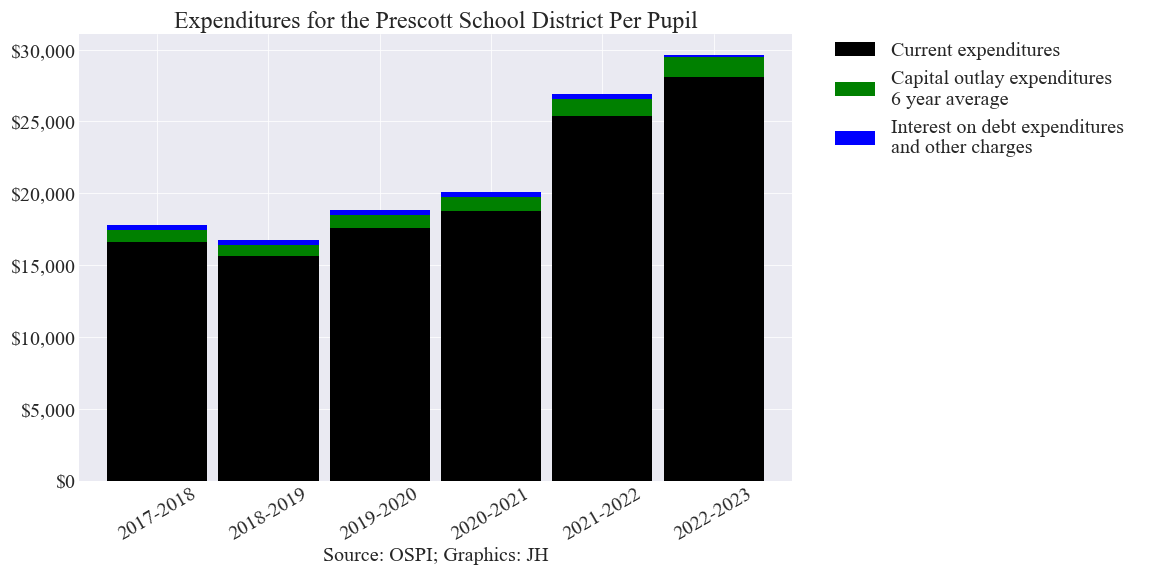 Expenditures for the Prescott School District Per Pupil
$30,000
$25,000
$20,000
$15,000
$10,000
$5,000
$0
2017-2018
2018-2019
2019-2020
2020-2021
2021-2022
2022-2023
Source: OSPI; Graphics: JH
Current expenditures
Capital outlay expenditures
6 year average
Interest on debt expenditures
and other charges